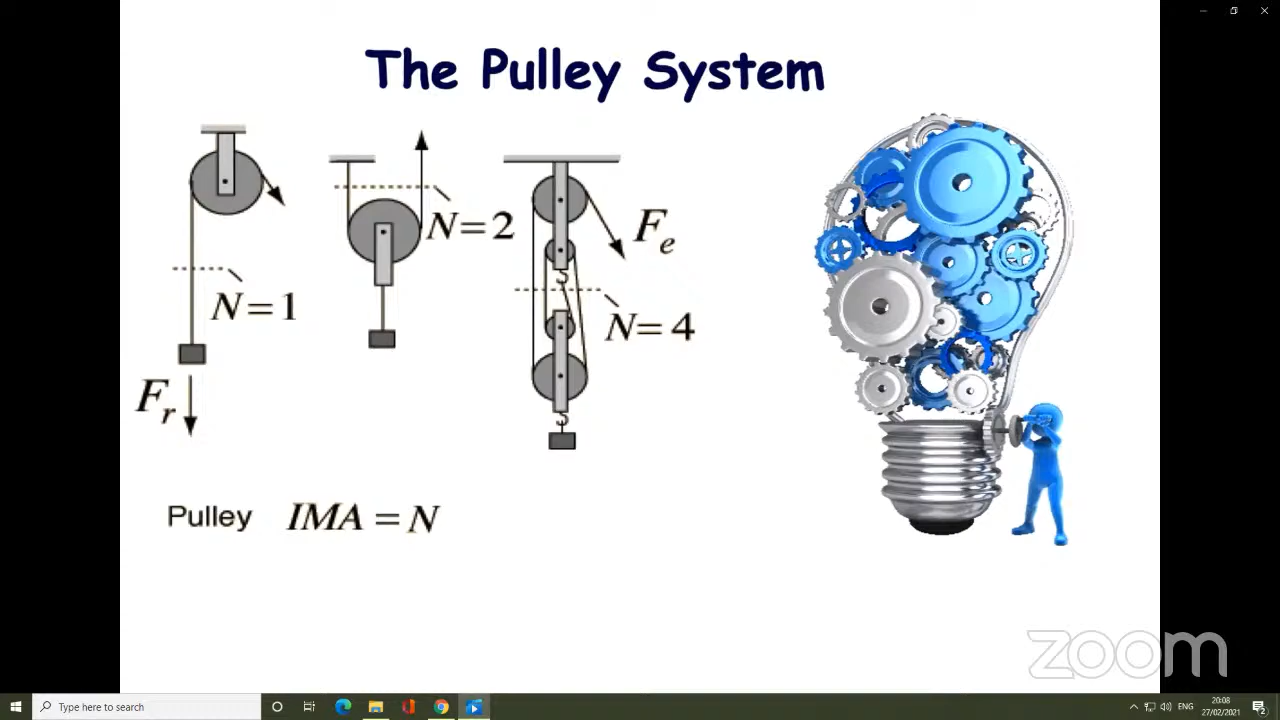 The Pulley System
N=1
N=2
N=4
Fe
Fr
Pulley IMA = N
zoom
Type here to search
ENG
20:08
27/02/2021
2